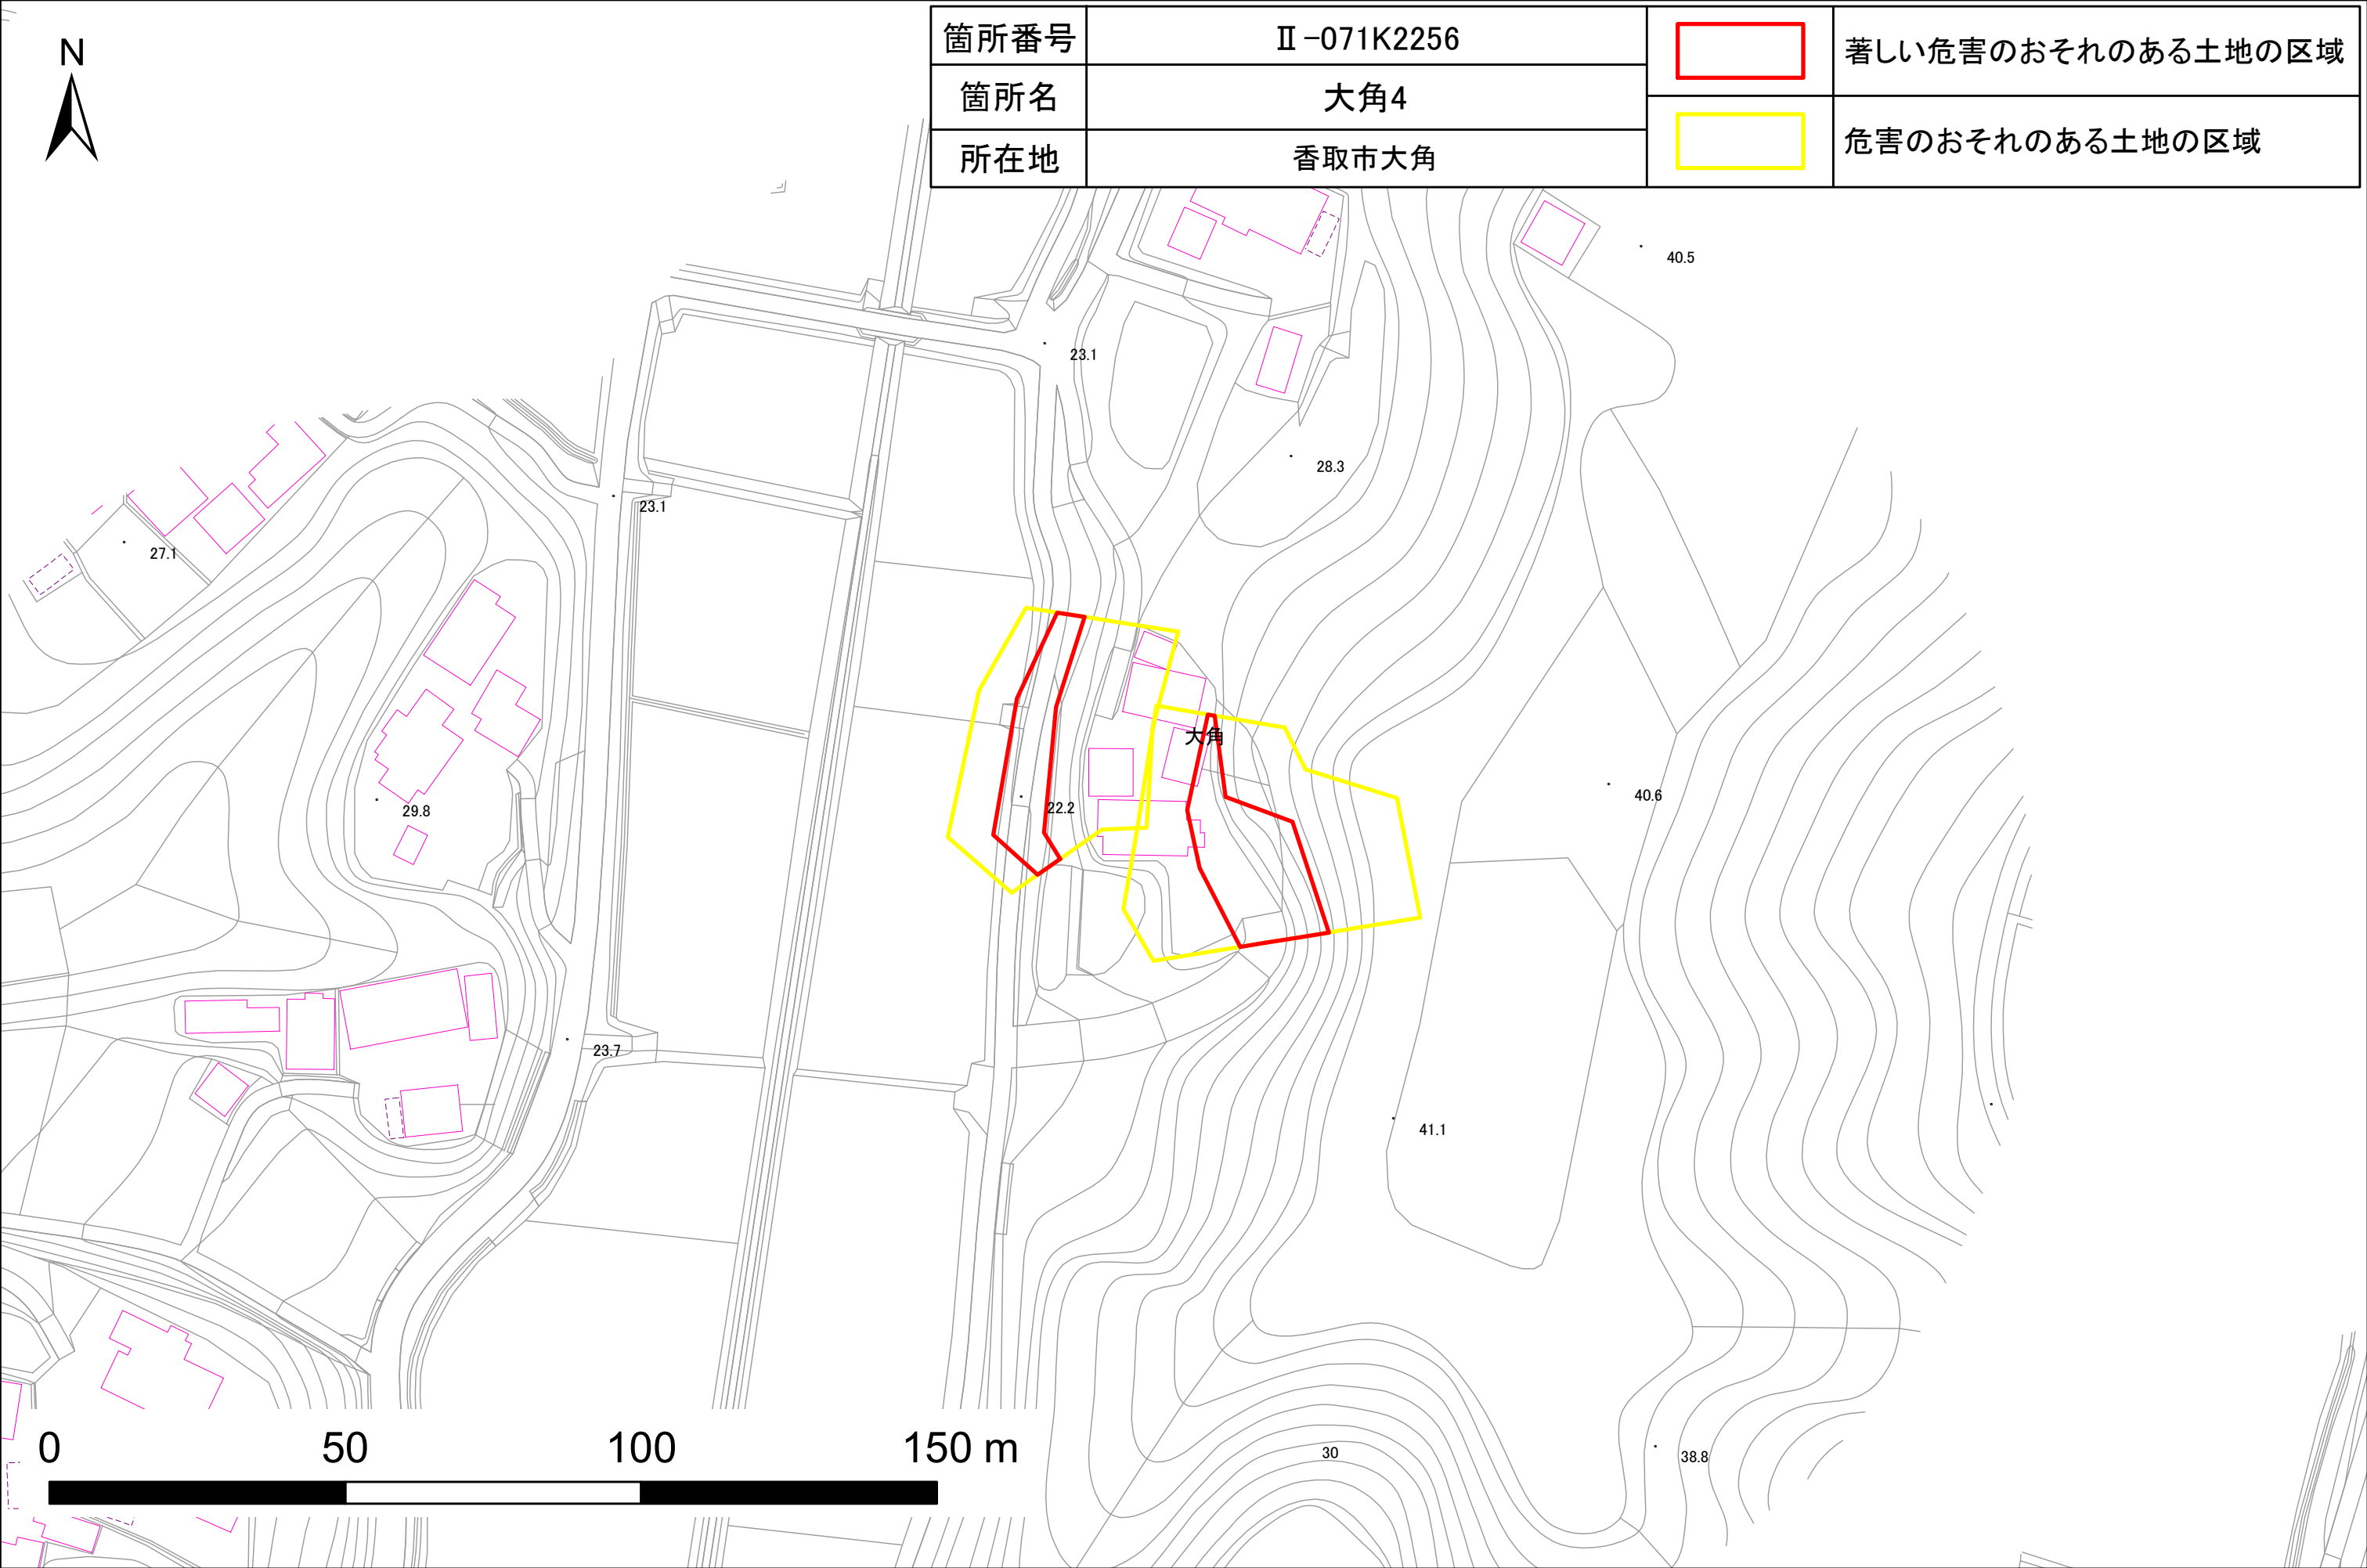 N
箇所番号
Ⅱ-071K2256
箇所名
大角4
所在地
香取市大角
著しい危害のおそれのある土地の区域
危害のおそれのある土地の区域
40.5
23.1
28.3
23.1
27.1
大角
40.6
22.2
29.8
23.7
41.1
30
38.8
0 50 100 150 m